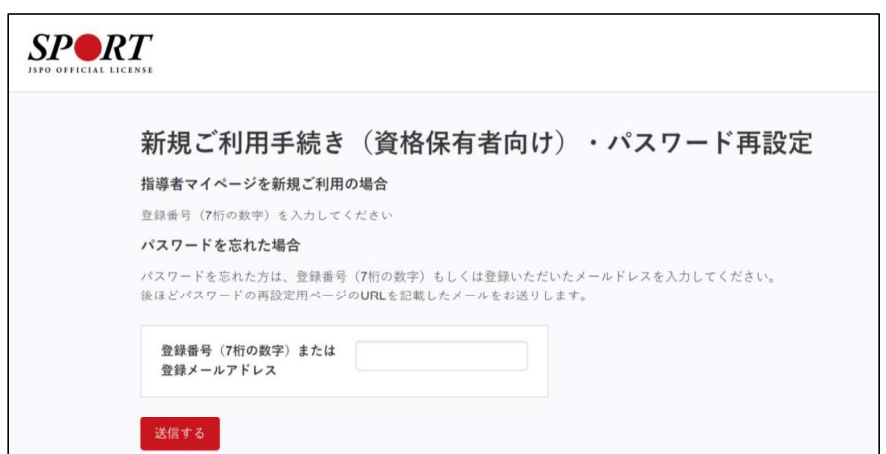 SPORT
JSPO OFFICIAL LICENSE
新規ご利用手続き（資格保有者向け）・パスワード再設定
指導者マイページを新規ご利用の場合
登録番号（7桁の数字）を入力してください
パスワードを忘れた場合
パスワードを忘れた方は、登録番号（7桁の数字）もしくは登録いただいたメールドレスを入力してください。
後ほどパスワードの再設定用ページのURLを記載したメールをお送りします。
登録番号（7桁の数字）または
登録メールアドレス
送信する